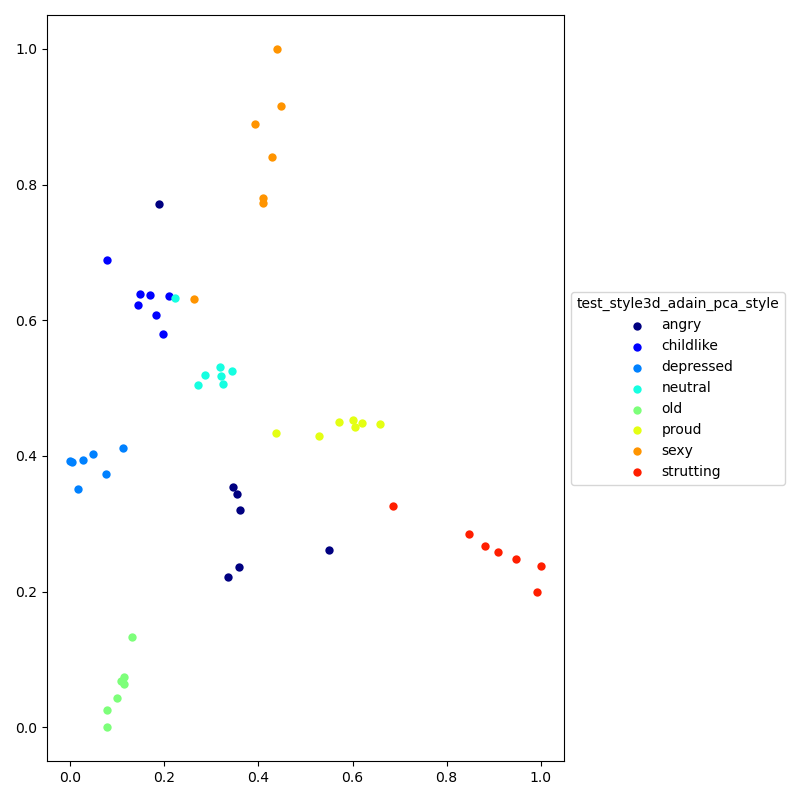 1.0
0.8
0.6
0.4
0.2
0.0
0.0 0.2 0.4 0.6 0.8 1.0
test_style3d_adain_pca_style
angry
childlike
depressed
neutral
old
proud
sexy
strutting